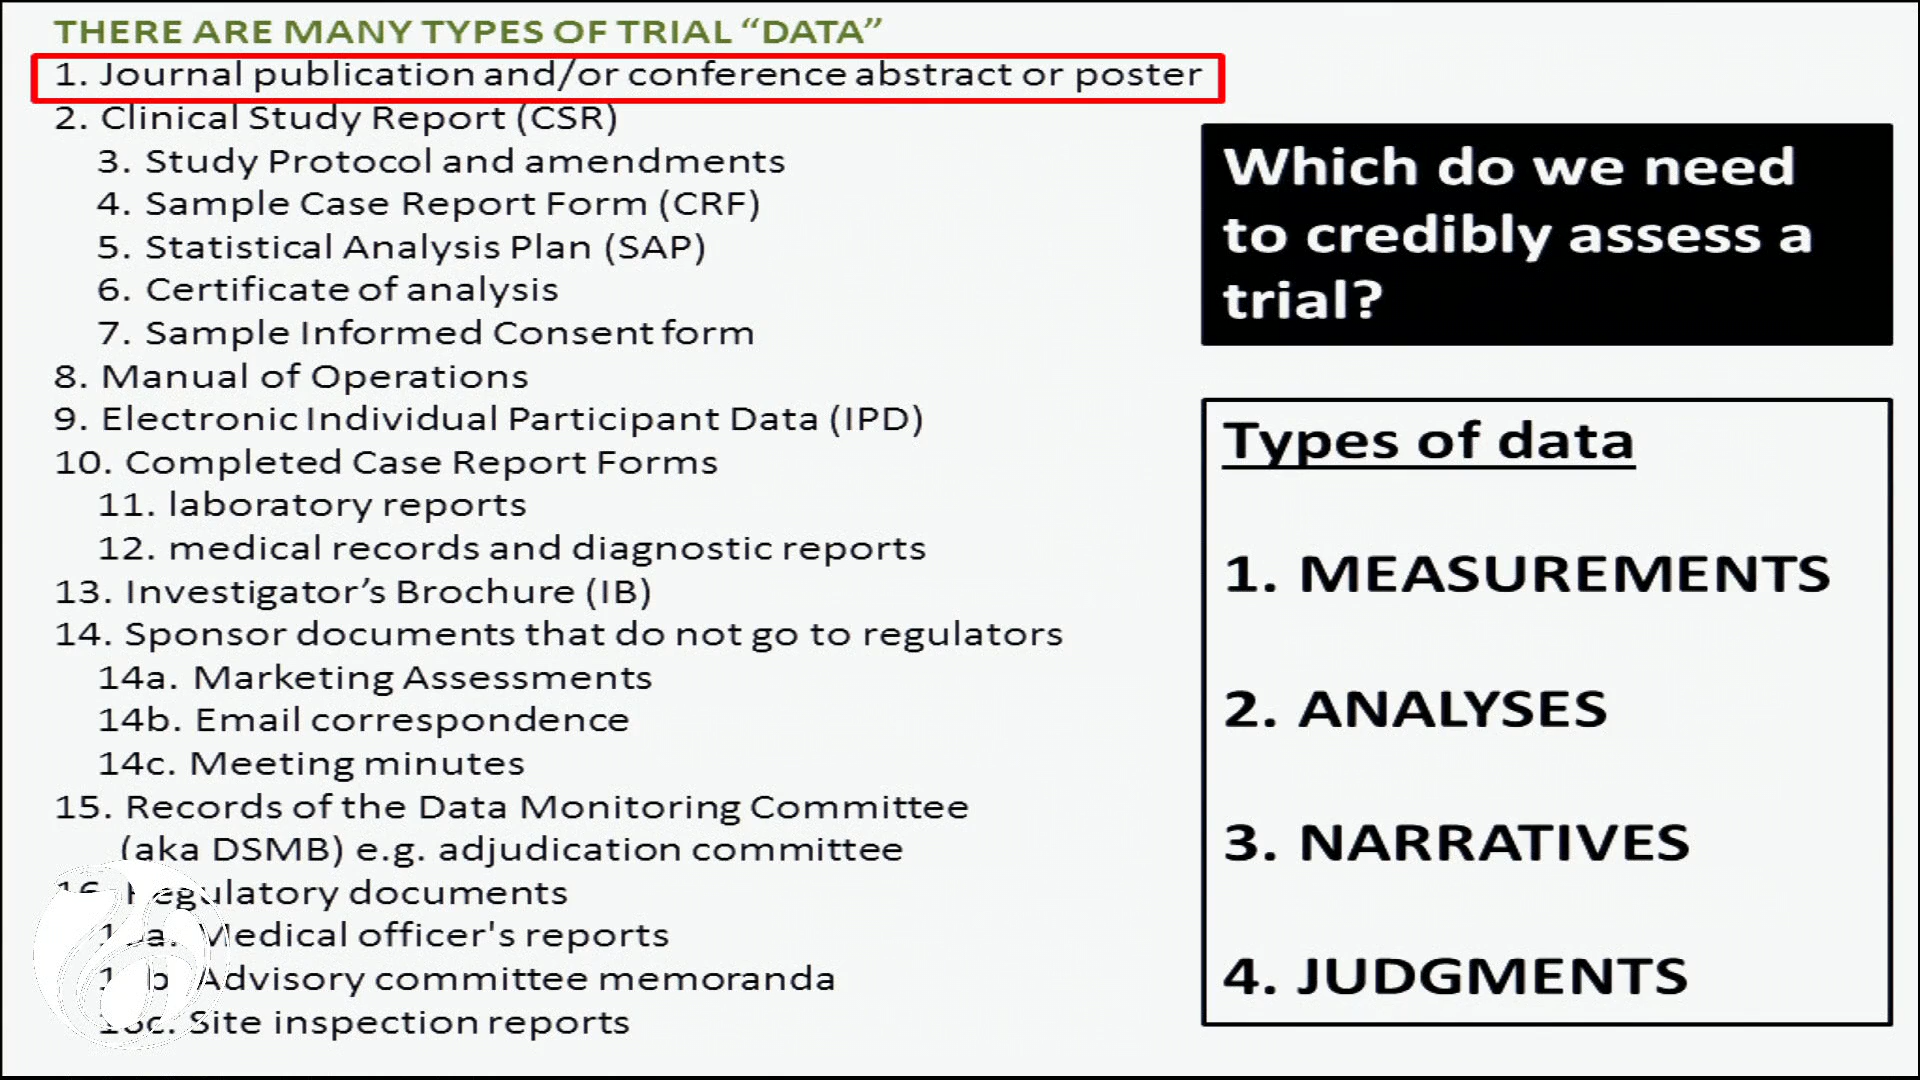 THERE ARE MANY TYPES OF TRIAL “DATA”
1. Journal publication and/or conference abstract or poster
2. Clinical Study Report (CSR)
3. Study Protocol and amendments
4. Sample Case Report Form (CRF)
5. Statistical Analysis Plan (SAP)
6. Certificate of analysis
7. Sample Informed Consent form
8. Manual of Operations
9. Electronic Individual Participant Data (IPD)
10. Completed Case Report Forms
11. laboratory reports
12. medical records and diagnostic reports
13. Investigator’s Brochure (IB)
14. Sponsor documents that do not go to regulators
14a. Marketing Assessments
14b. Email correspondence
14c. Meeting minutes
15. Records of the Data Monitoring Committee
(aka DSMB) e.g. adjudication committee
16. Regulatory documents
16a. Medical officer's reports
16b. Advisory committee memoranda
16c. Site inspection reports
Which do we need
to credibly assess a
trial?
Types of data
1. MEASUREMENTS
2. ANALYSES
3. NARRATIVES
4. JUDGMENTS